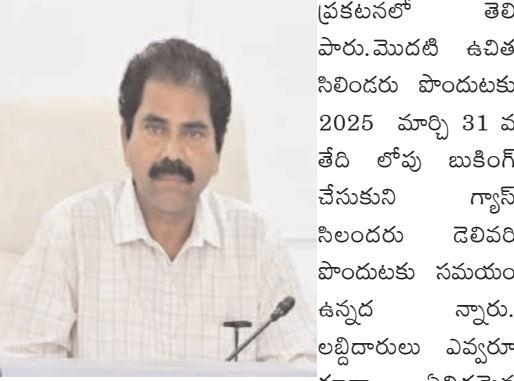 ప్రకటనలో తెలి
పారు.మొదటి ఉచిత
సిలిండరు పొందుటకు
2025 మార్చి 31 వ
తేది లోపు బుకింగ్
చేసుకుని గ్యాస్
సిలందరు డెలివరి
పొందుటకు సమయం
ఉన్నద న్నారు.
లబ్దిదారులు ఎవ్వరూ